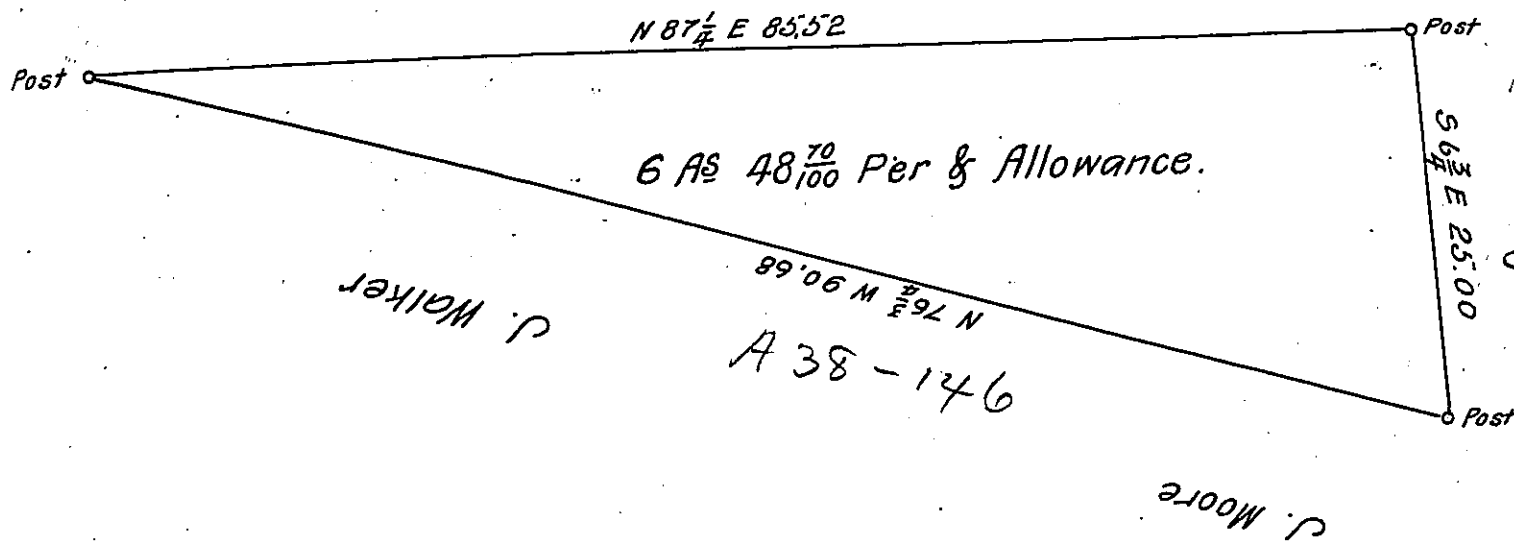 N 87¼ E 85.52
Post
Post
S 6¾ E 25.00
6 As 48 70/100 Per & Allowance.
N 76¾ W 90.68
J. Walker
A 38-146
Post
J. Moore